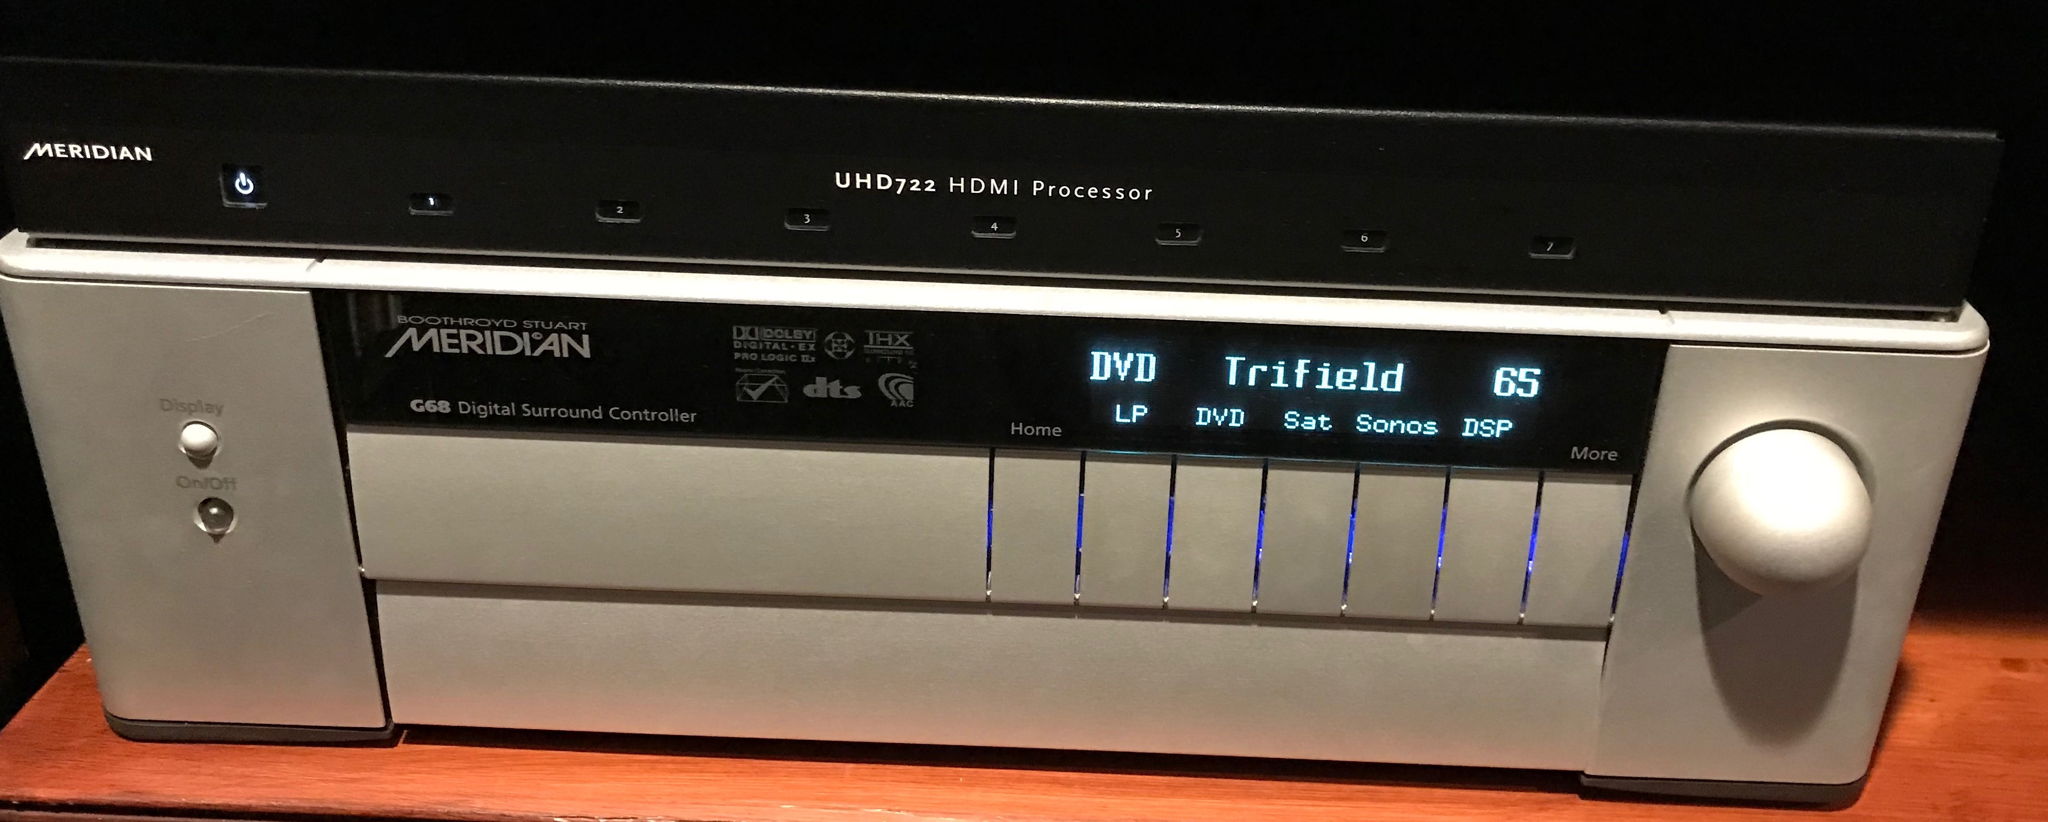 MERIDIAN
UHD722 HDMI Processor
1 2 3 4 5 6 7
BOOTHROYD STUART
MERIDIAN
DOLBY
DIGITAL·EX
PRO LOGIC IIx
THX
dts
AAC
G68 Digital Surround Controller
DVD Trifield 65
LP DVD Sat Sonos DSP
Home
More
Display
On/Off